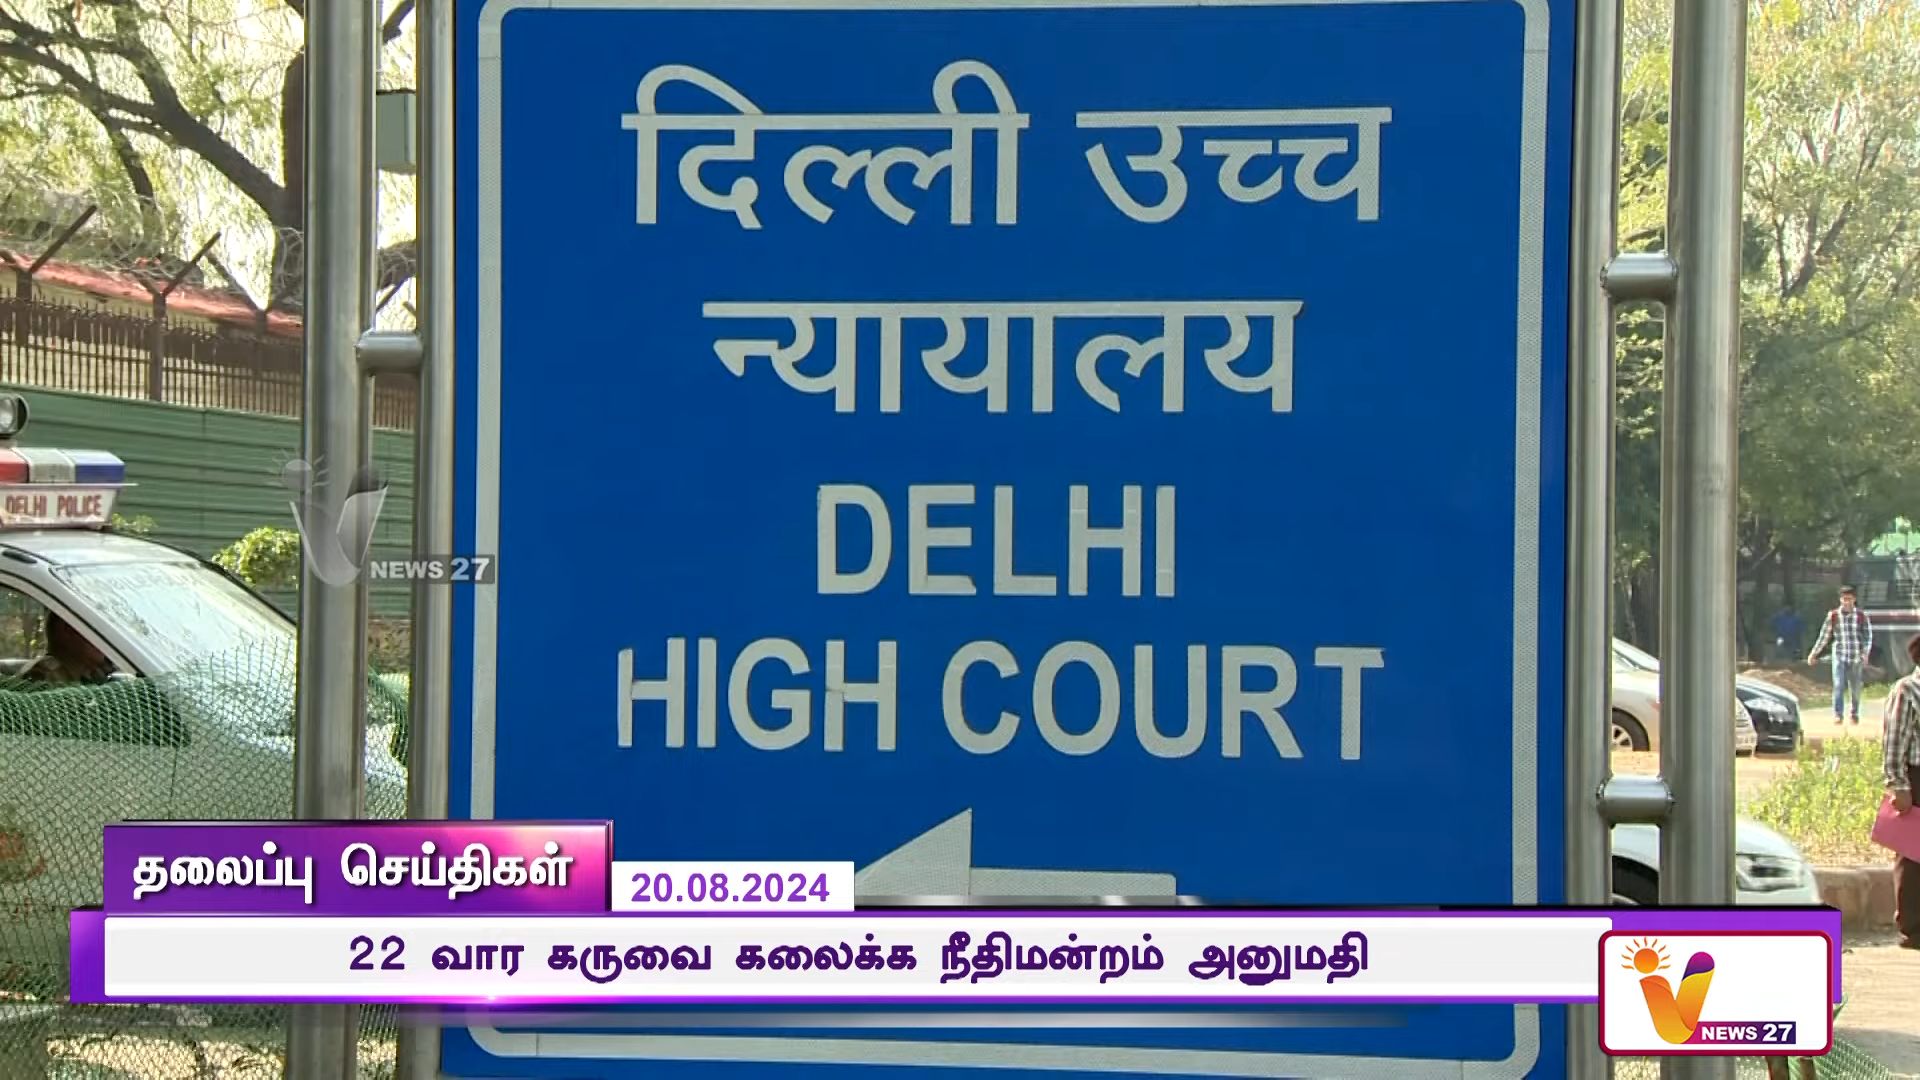 दिल्ली उच्च
न्यायालय
DELHI
HIGH COURT
DELHI POLICE
NEWS 27
தலைப்பு செய்திகள்
20.08.2024
22 வார கருவை கலைக்க நீதிமன்றம் அனுமதி
NEWS 27